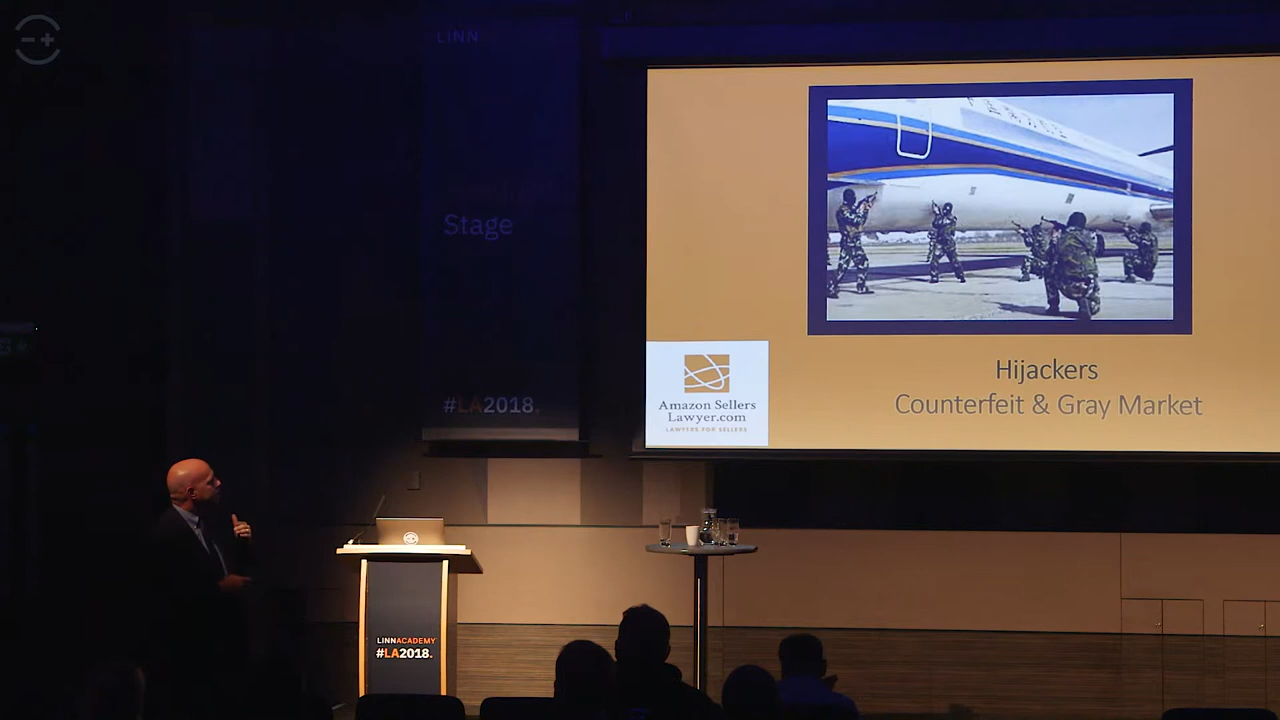 LINN
Stage
#LA2018.
Hijackers
Counterfeit & Gray Market
Amazon Sellers
Lawyer.com
LAWYERS FOR SELLERS
LINNACADEMY
#LA2018.